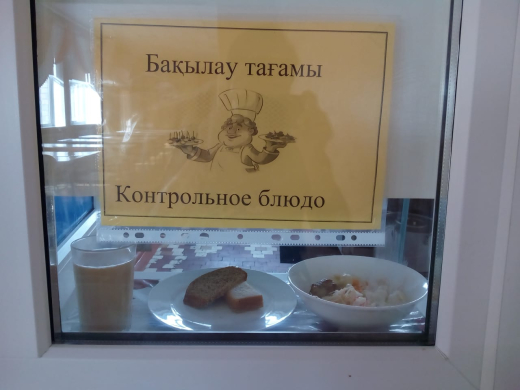 Бақылау тағамы
Контрольное блюдо